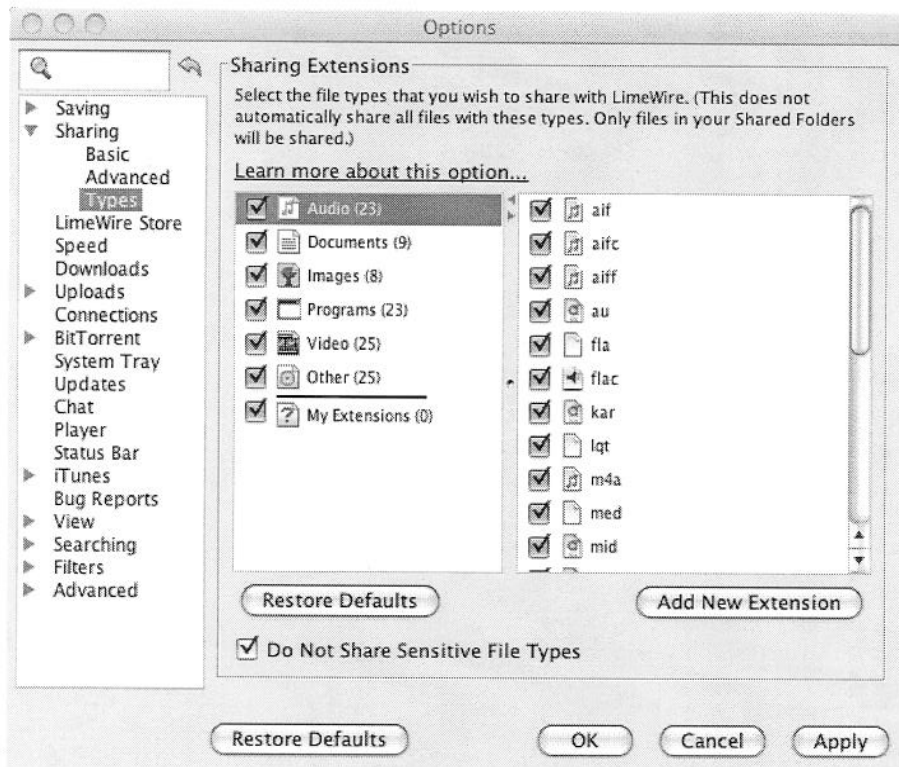 Options
Sharing Extensions
Select the file types that you wish to share with LimeWire. (This does not
automatically share all files with these types. Only files in your Shared Folders
will be shared.)
Learn more about this option...
Saving
Sharing
Basic
Advanced
Types
LimeWire Store
Speed
Downloads
Uploads
Connections
BitTorrent
System Tray
Updates
Chat
Player
Status Bar
iTunes
Bug Reports
View
Searching
Filters
Advanced
Audio (23)
Documents (9)
Images (8)
Programs (23)
Video (25)
Other (25)
My Extensions (0)
aif
aifc
aiff
au
fla
flac
kar
lqt
m4a
med
mid
Restore Defaults
Add New Extension
Do Not Share Sensitive File Types
Restore Defaults
OK
Cancel
Apply